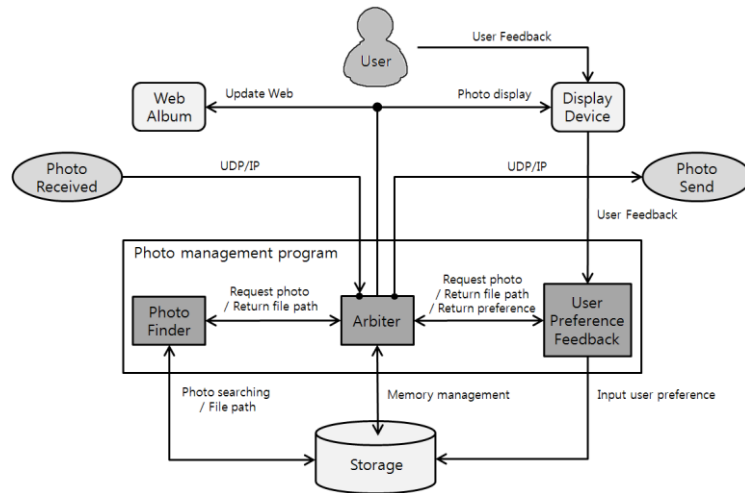 User Feedback
User
Web
Album
Update Web
Photo display
Display
Device
Photo
Received
UDP/IP
UDP/IP
Photo
Send
User Feedback
Photo management program
Photo
Finder
Request photo
/ Return file path
Arbiter
Request photo
/ Return file path
/ Return preference
User
Preference
Feedback
Photo searching
/ File path
Memory management
Input user preference
Storage